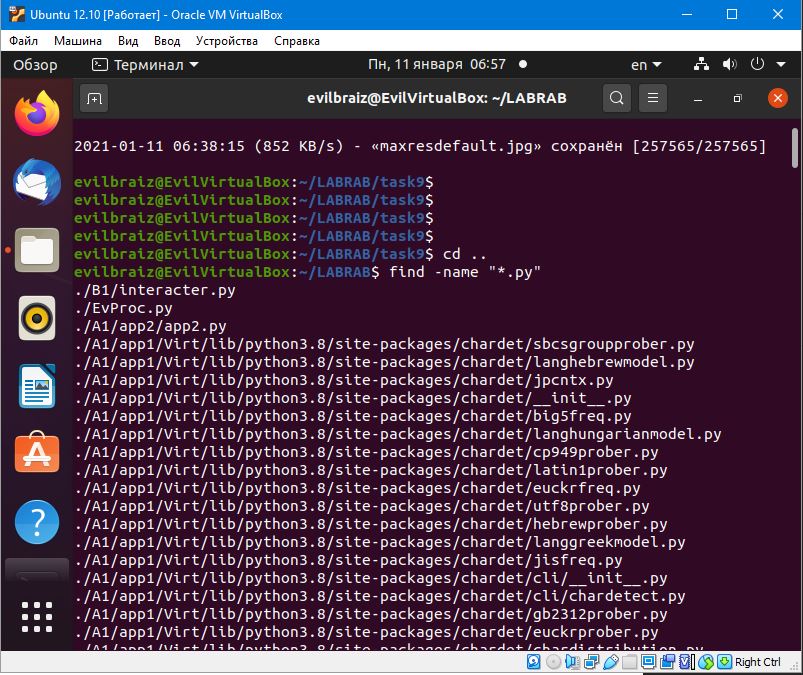 Ubuntu 12.10 [Работает] - Oracle VM VirtualBox
Файл Машина Вид Ввод Устройства Справка
Обзор Терминал Пн, 11 января 06:57 en
evilbraiz@EvilVirtualBox: ~/LABRAB
2021-01-11 06:38:15 (852 KB/s) - «maxresdefault.jpg» сохранён [257565/257565]
evilbraiz@EvilVirtualBox:~/LABRAB/task9$
evilbraiz@EvilVirtualBox:~/LABRAB/task9$
evilbraiz@EvilVirtualBox:~/LABRAB/task9$
evilbraiz@EvilVirtualBox:~/LABRAB/task9$
evilbraiz@EvilVirtualBox:~/LABRAB/task9$ cd ..
evilbraiz@EvilVirtualBox:~/LABRAB$ find -name "*.py"
./B1/interacter.py
./EvProc.py
./A1/app2/app2.py
./A1/app1/Virt/lib/python3.8/site-packages/chardet/sbcsgroupprober.py
./A1/app1/Virt/lib/python3.8/site-packages/chardet/langhebrewmodel.py
./A1/app1/Virt/lib/python3.8/site-packages/chardet/jpcntx.py
./A1/app1/Virt/lib/python3.8/site-packages/chardet/__init__.py
./A1/app1/Virt/lib/python3.8/site-packages/chardet/big5freq.py
./A1/app1/Virt/lib/python3.8/site-packages/chardet/langhungarianmodel.py
./A1/app1/Virt/lib/python3.8/site-packages/chardet/cp949prober.py
./A1/app1/Virt/lib/python3.8/site-packages/chardet/latin1prober.py
./A1/app1/Virt/lib/python3.8/site-packages/chardet/euckrfreq.py
./A1/app1/Virt/lib/python3.8/site-packages/chardet/utf8prober.py
./A1/app1/Virt/lib/python3.8/site-packages/chardet/hebrewprober.py
./A1/app1/Virt/lib/python3.8/site-packages/chardet/langgreekmodel.py
./A1/app1/Virt/lib/python3.8/site-packages/chardet/jisfreq.py
./A1/app1/Virt/lib/python3.8/site-packages/chardet/cli/__init__.py
./A1/app1/Virt/lib/python3.8/site-packages/chardet/cli/chardetect.py
./A1/app1/Virt/lib/python3.8/site-packages/chardet/gb2312prober.py
./A1/app1/Virt/lib/python3.8/site-packages/chardet/euckrprober.py
./A1/app1/Virt/lib/python3.8/site-packages/chardet/chardistribution.py
Right Ctrl